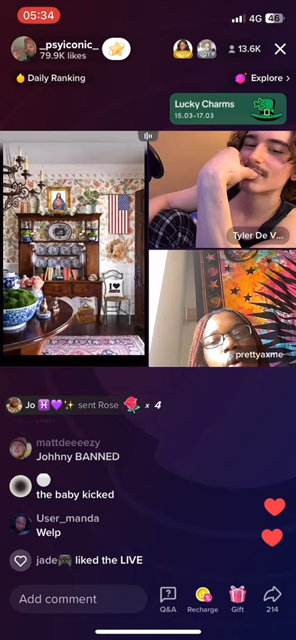 05:34
4G 46
_psyiconic_
79.9K likes
13.6K
Daily Ranking
Explore >
Lucky Charms
15.03–17.03
Tyler De V...
prettyaxme
Jo sent Rose x 4
mattdeeeezy
Johhny BANNED
the baby kicked
User_manda
Welp
jade liked the LIVE
Add comment
Q&A
Recharge
Gift
214